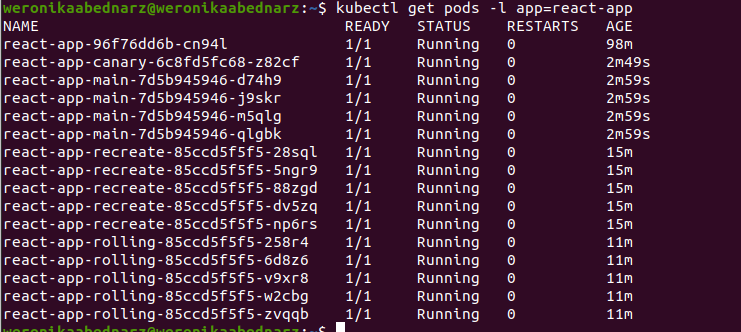 weronikaabednarz@weronikaabednarz:~$ kubectl get pods -l app=react-app
NAME READY STATUS RESTARTS AGE
react-app-96f76dd6b-cn94l 1/1 Running 0 98m
react-app-canary-6c8fd5fc68-z82cf 1/1 Running 0 2m49s
react-app-main-7d5b945946-d74h9 1/1 Running 0 2m59s
react-app-main-7d5b945946-j9skr 1/1 Running 0 2m59s
react-app-main-7d5b945946-m5qlg 1/1 Running 0 2m59s
react-app-main-7d5b945946-qlgbk 1/1 Running 0 2m59s
react-app-recreate-85ccd5f5f5-28sql 1/1 Running 0 15m
react-app-recreate-85ccd5f5f5-5ngr9 1/1 Running 0 15m
react-app-recreate-85ccd5f5f5-88zgd 1/1 Running 0 15m
react-app-recreate-85ccd5f5f5-dv5zq 1/1 Running 0 15m
react-app-recreate-85ccd5f5f5-np6rs 1/1 Running 0 15m
react-app-rolling-85ccd5f5f5-258r4 1/1 Running 0 11m
react-app-rolling-85ccd5f5f5-6d8z6 1/1 Running 0 11m
react-app-rolling-85ccd5f5f5-v9xr8 1/1 Running 0 11m
react-app-rolling-85ccd5f5f5-w2cbg 1/1 Running 0 11m
react-app-rolling-85ccd5f5f5-zvqqb 1/1 Running 0 11m
weronikaabednarz@weronikaabednarz:~$